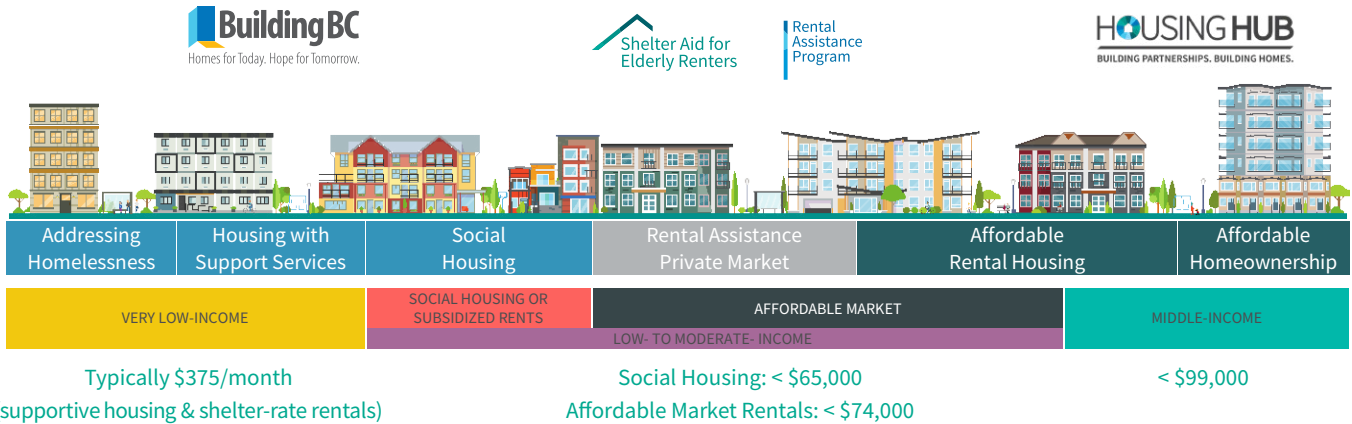 BuildingBC
Homes for Today. Hope for Tomorrow.
Shelter Aid for
Elderly Renters
Rental
Assistance
Program
HOUSING HUB
BUILDING PARTNERSHIPS. BUILDING HOMES.
Addressing
Homelessness
Housing with
Support Services
Social
Housing
Rental Assistance
Private Market
Affordable
Rental Housing
Affordable
Homeownership
VERY LOW-INCOME
SOCIAL HOUSING OR
SUBSIDIZED RENTS
AFFORDABLE MARKET
LOW- TO MODERATE- INCOME
MIDDLE-INCOME
Typically $375/month
supportive housing & shelter-rate rentals)
Social Housing: < $65,000
Affordable Market Rentals: < $74,000
< $99,000